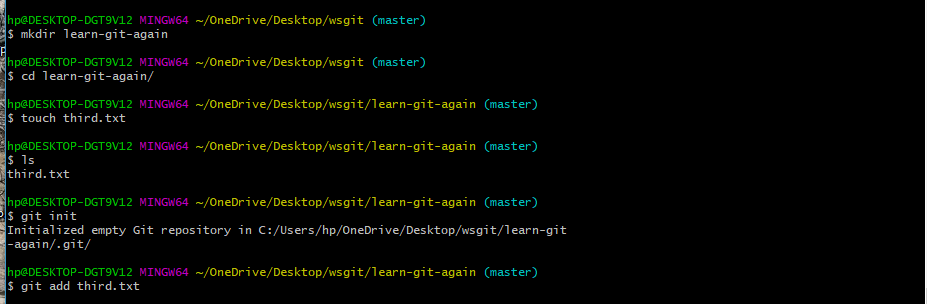 hp@DESKTOP-DGT9V12 MINGW64 ~/OneDrive/Desktop/wsgit (master)
$ mkdir learn-git-again
hp@DESKTOP-DGT9V12 MINGW64 ~/OneDrive/Desktop/wsgit (master)
$ cd learn-git-again/
hp@DESKTOP-DGT9V12 MINGW64 ~/OneDrive/Desktop/wsgit/learn-git-again (master)
$ touch third.txt
hp@DESKTOP-DGT9V12 MINGW64 ~/OneDrive/Desktop/wsgit/learn-git-again (master)
$ ls
third.txt
hp@DESKTOP-DGT9V12 MINGW64 ~/OneDrive/Desktop/wsgit/learn-git-again (master)
$ git init
Initialized empty Git repository in C:/Users/hp/OneDrive/Desktop/wsgit/learn-git
-again/.git/
hp@DESKTOP-DGT9V12 MINGW64 ~/OneDrive/Desktop/wsgit/learn-git-again (master)
$ git add third.txt